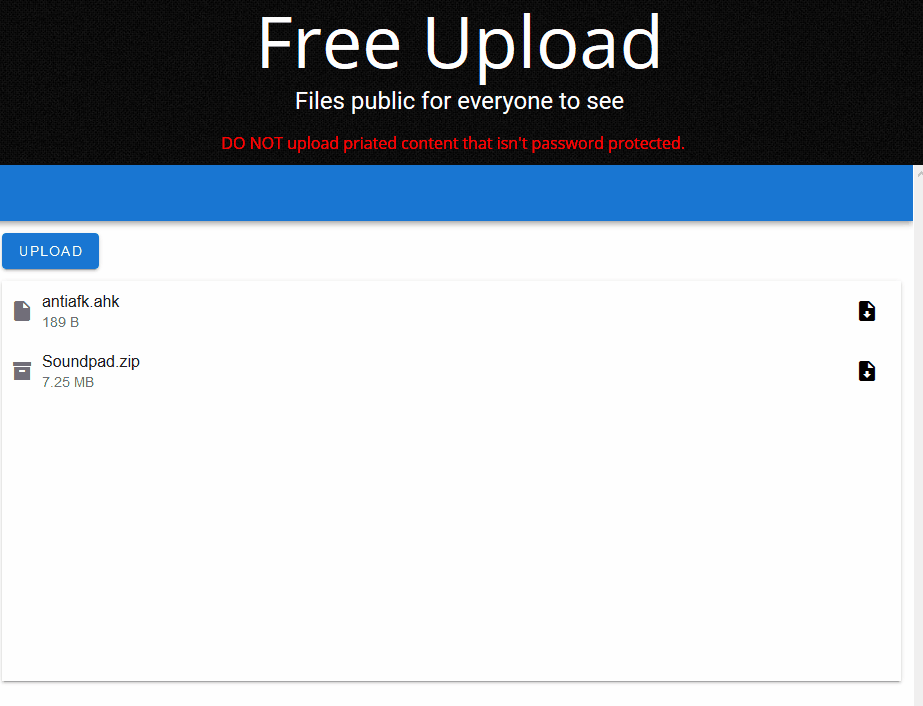 Free Upload
Files public for everyone to see
DO NOT upload priated content that isn't password protected.
UPLOAD
antiafk.ahk
189 B
Soundpad.zip
7.25 MB